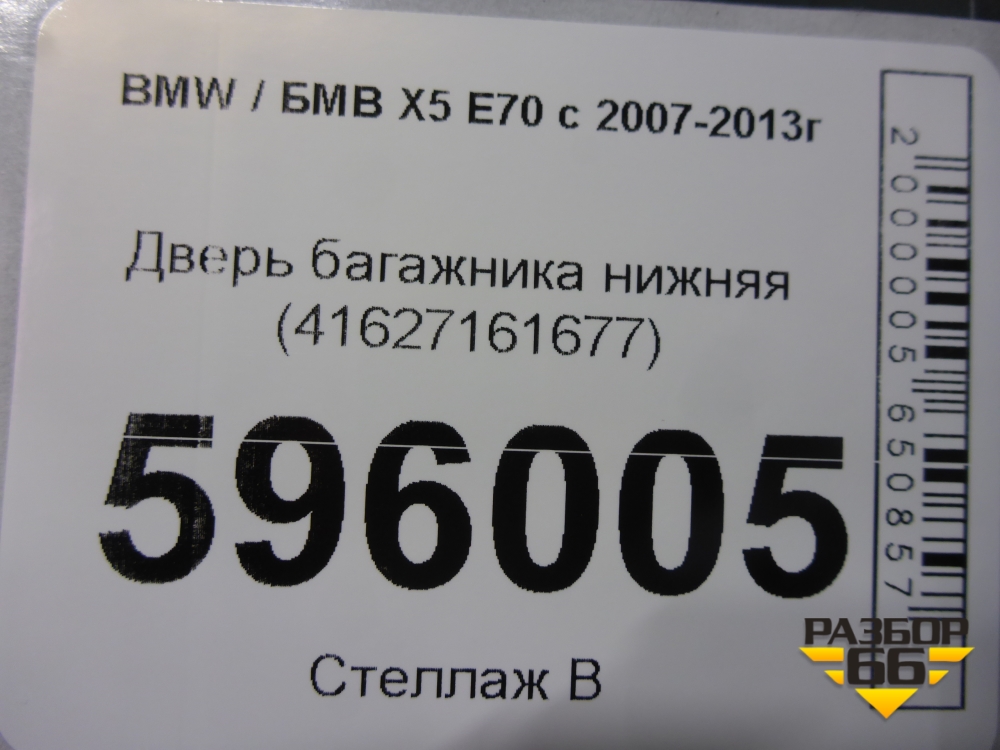 BMW / БМВ X5 E70 с 2007-2013г
Дверь багажника нижняя
(41627161677)
596005
Стеллаж В
2000005650857
РАЗБОР
66